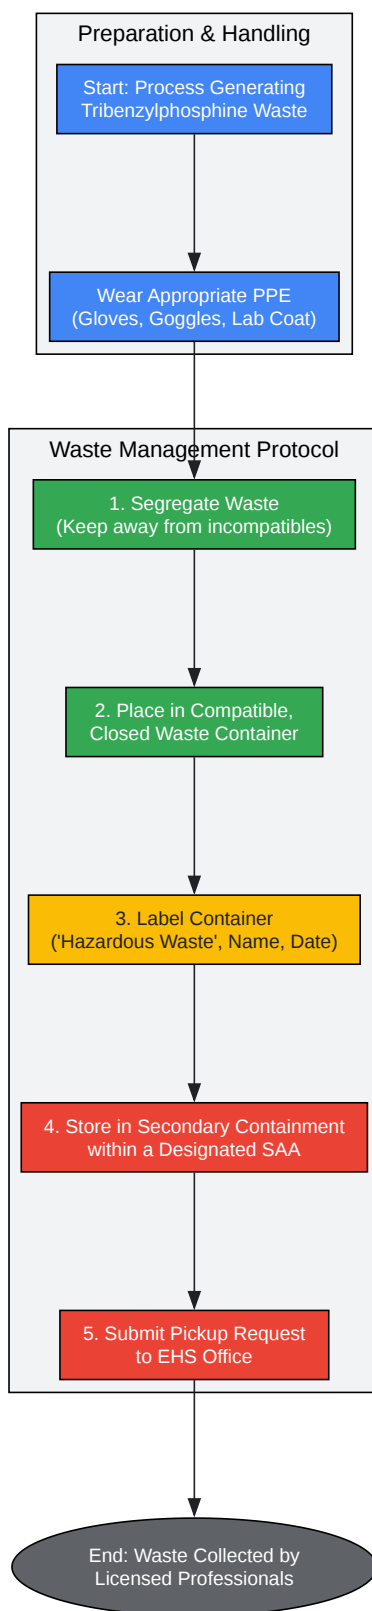 Preparation & Handling
Start: Process Generating
Tribenzylphosphine Waste
Wear Appropriate PPE
(Gloves, Goggles, Lab Coat)
Waste Management Protocol
1. Segregate Waste
(Keep away from incompatibles)
2. Place in Compatible,
Closed Waste Container
3. Label Container
('Hazardous Waste', Name, Date)
4. Store in Secondary Containment
within a Designated SAA
5. Submit Pickup Request
to EHS Office
End: Waste Collected by
Licensed Professionals